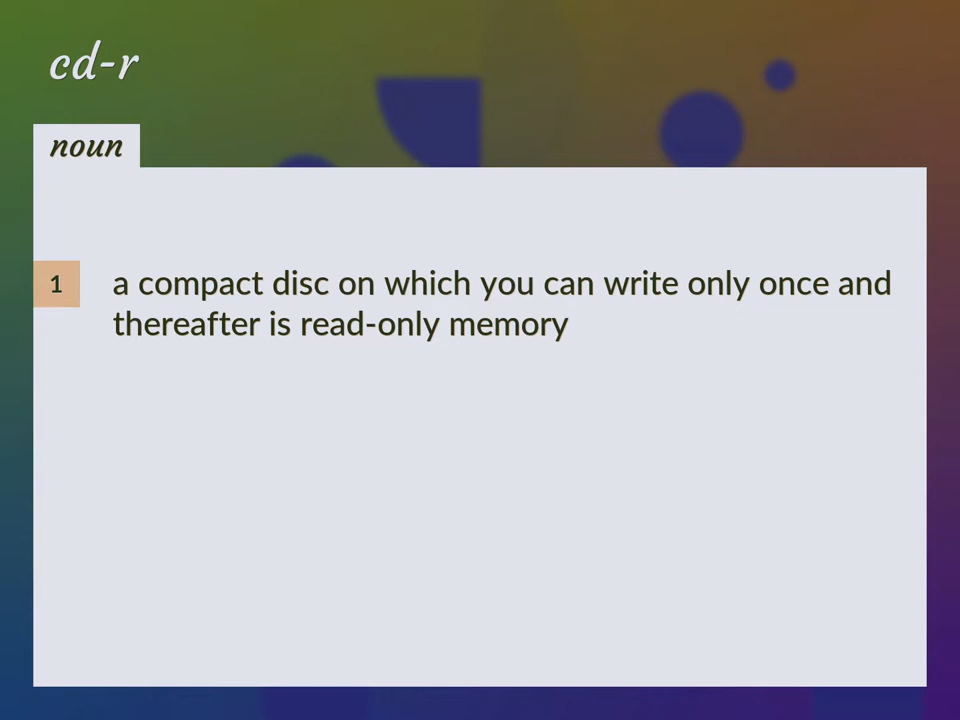 cd-r
noun
1
a compact disc on which you can write only once and
thereafter is read-only memory